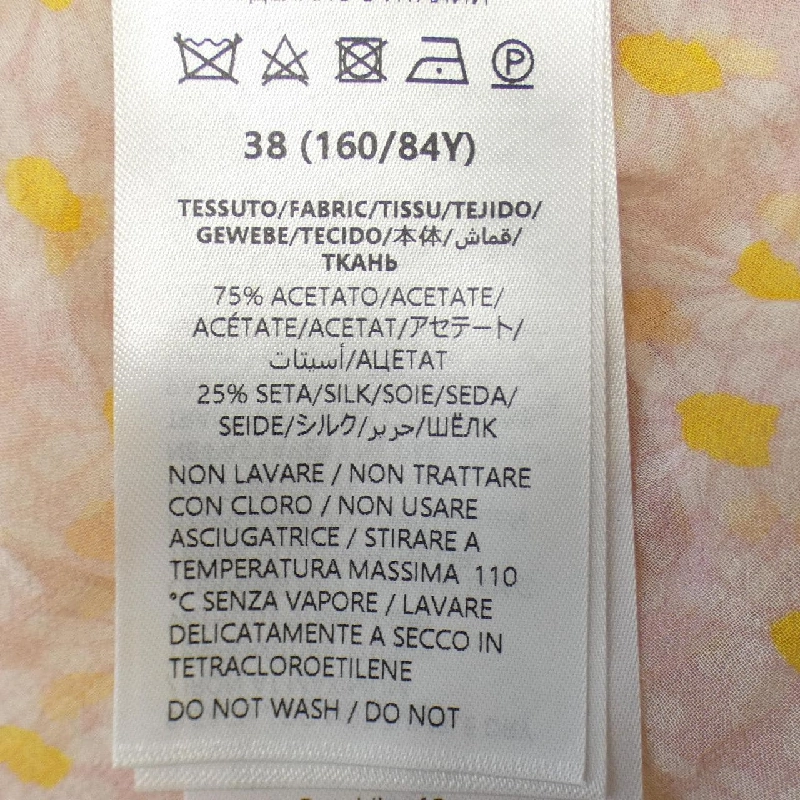 38 (160/84Y)
TESSUTO/FABRIC/TISSU/TEJIDO/
GEWEBE/TECIDO/本体/قماش/
ТКАНЬ
75% ACETATO/ACETATE/
ACÉTATE/ACETAT/アセテート/
أسيتات/АЦЕТАТ
25% SETA/SILK/SOIE/SEDA/
SEIDE/シルク/حرير/ШЁЛК
NON LAVARE / NON TRATTARE
CON CLORO / NON USARE
ASCIUGATRICE / STIRARE A
TEMPERATURA MASSIMA 110
°C SENZA VAPORE / LAVARE
DELICATAMENTE A SECCO IN
TETRACLOROETILENE
DO NOT WASH / DO NOT